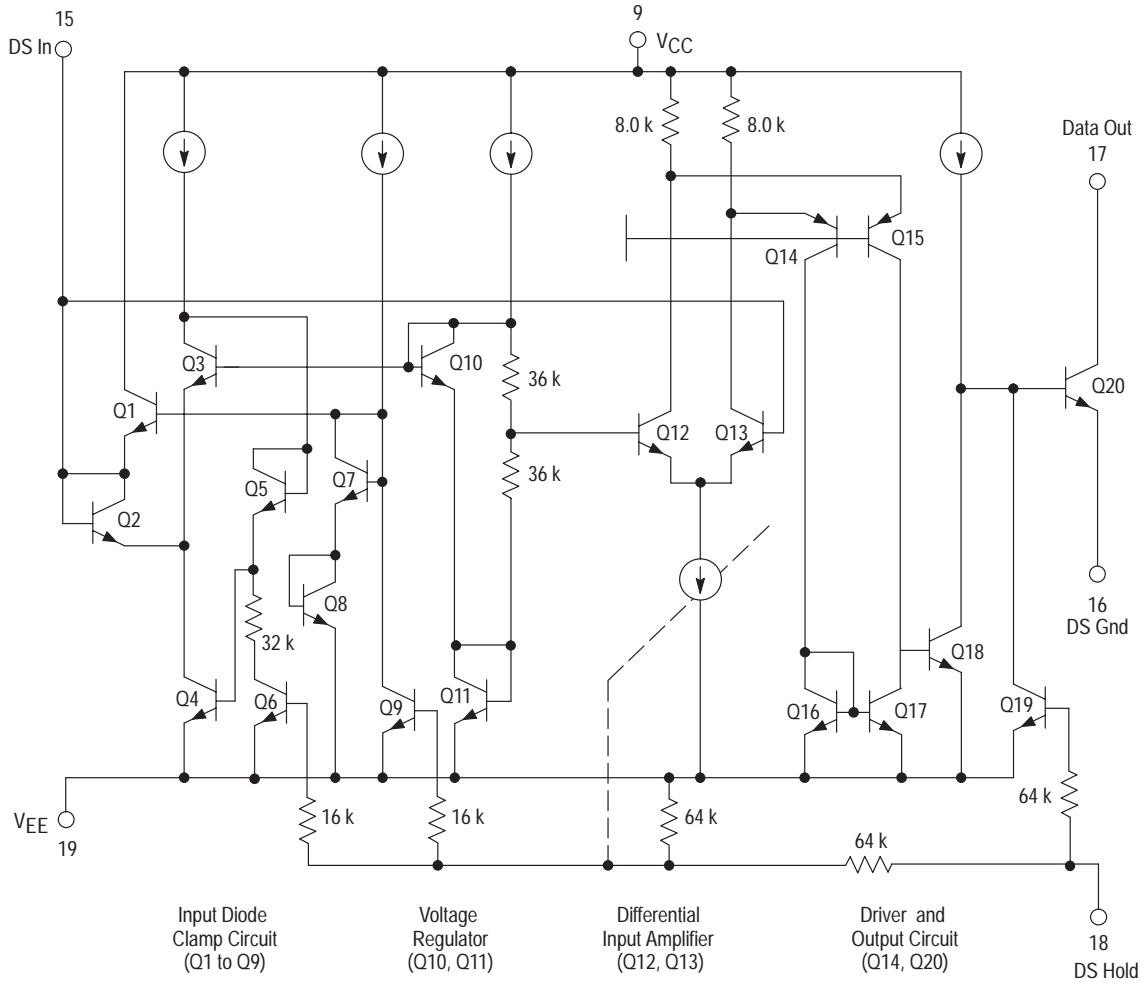 15
DS In
9
VCC
8.0 k
8.0 k
Data Out
17
Q14
Q15
Q3
Q10
36 k
Q20
Q1
Q12
Q13
Q5
Q7
36 k
Q2
Q8
32 k
16
DS Gnd
Q18
Q4
Q6
Q9
Q11
Q16
Q17
Q19
64 k
VEE
19
16 k
16 k
64 k
64 k
Input Diode
Clamp Circuit
(Q1 to Q9)
Voltage
Regulator
(Q10, Q11)
Differential
Input Amplifier
(Q12, Q13)
Driver and
Output Circuit
(Q14, Q20)
18
DS Hold